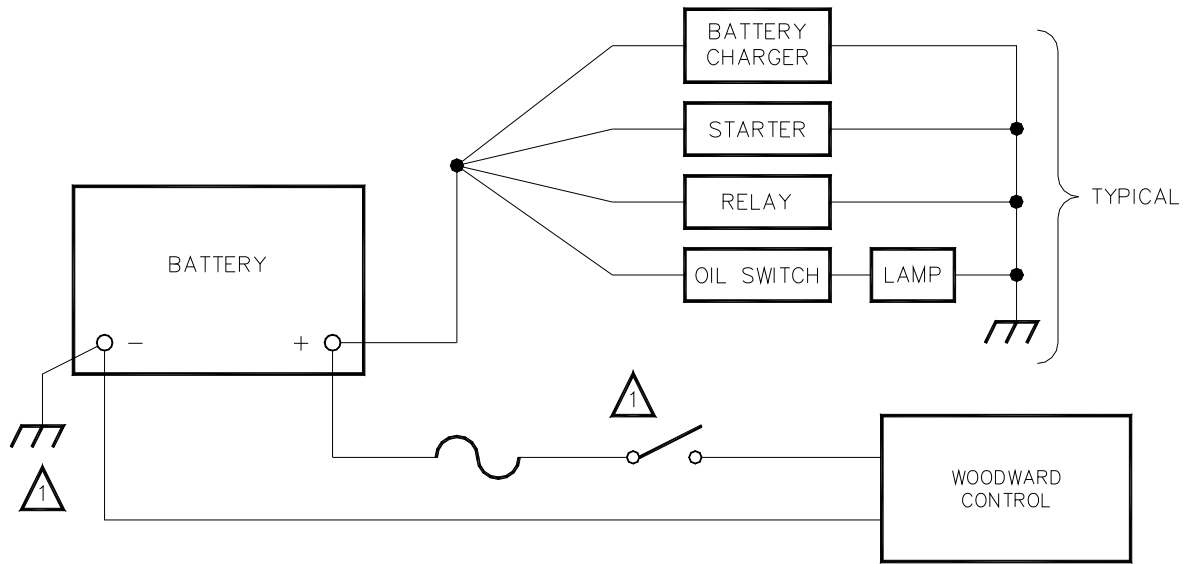 BATTERY
CHARGER
STARTER
RELAY
TYPICAL
BATTERY
OIL SWITCH
LAMP
− +
1
1
WOODWARD
CONTROL